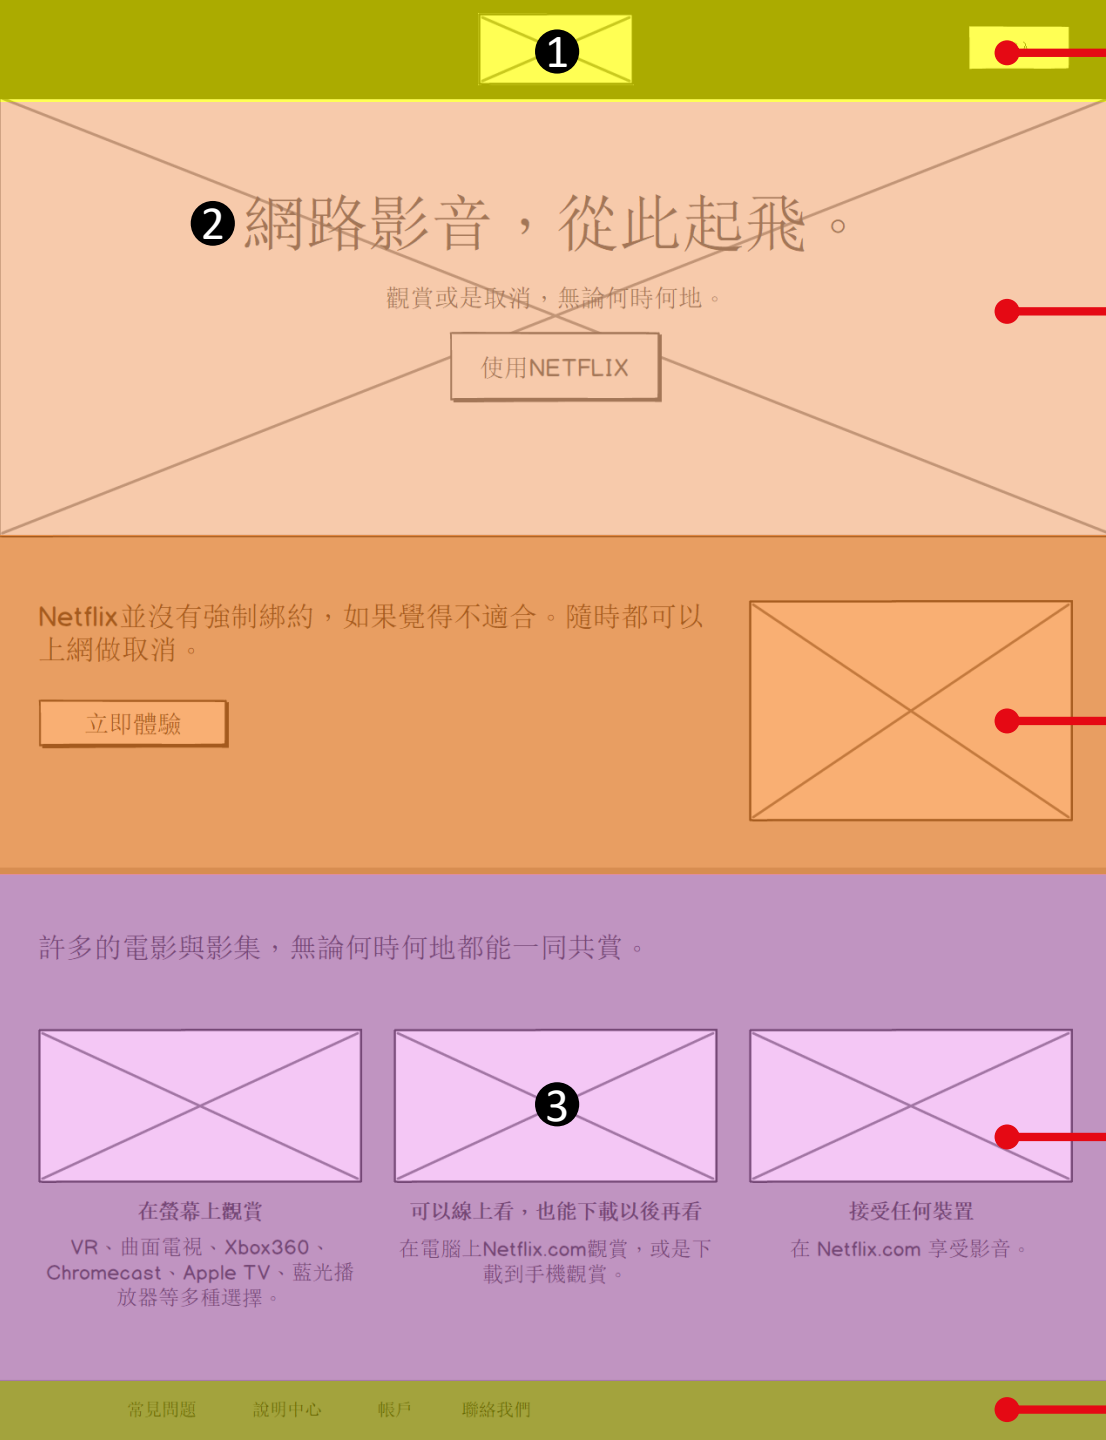 1
2 網路影音，從此起飛。
觀賞或是取消，無論何時何地。
使用NETFLIX
Netflix並沒有強制綁約，如果覺得不適合。隨時都可以
上網做取消。
立即體驗
許多的電影與影集，無論何時何地都能一同共賞。
3
在螢幕上觀賞
VR、曲面電視、Xbox360、
Chromecast、Apple TV、藍光播
放器等多種選擇。
可以線上看，也能下載以後再看
在電腦上Netflix.com觀賞，或是下
載到手機觀賞。
接受任何裝置
在 Netflix.com 享受影音。
常見問題 說明中心 帳戶 聯絡我們